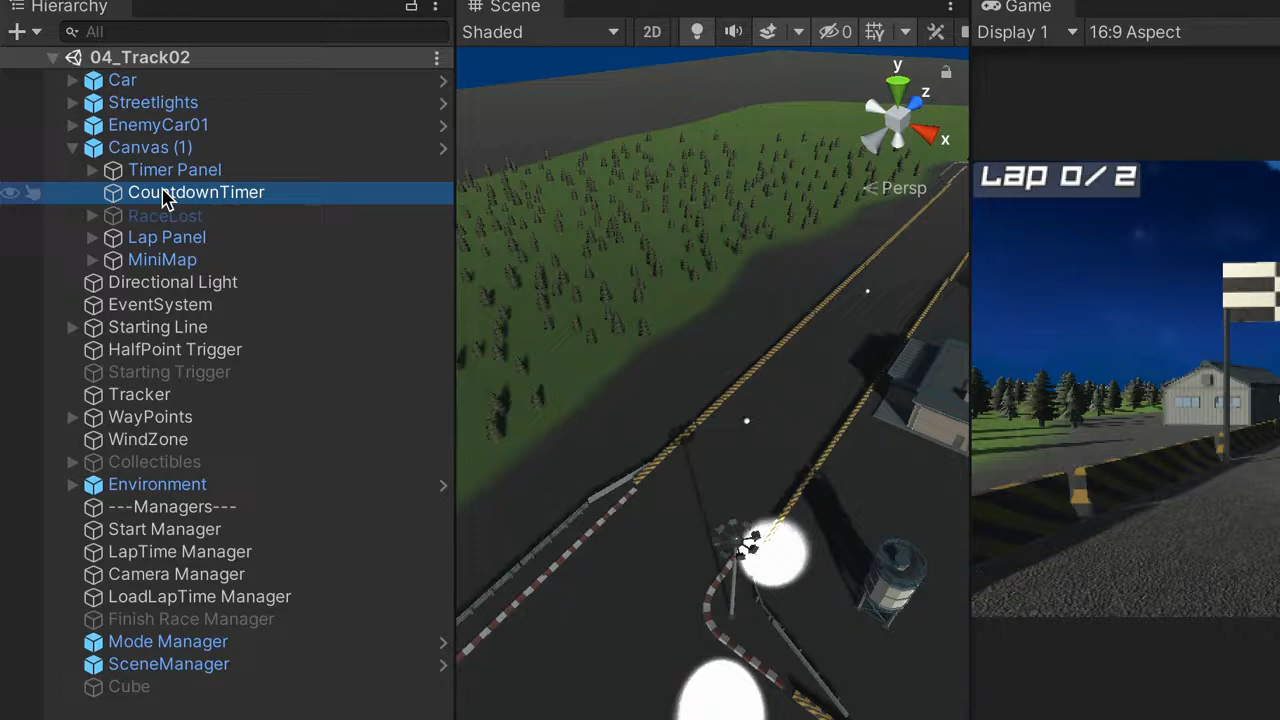 Hierarchy
All
04_Track02
Car
Streetlights
EnemyCar01
Canvas (1)
Timer Panel
CountdownTimer
RaceLost
Lap Panel
MiniMap
Directional Light
EventSystem
Starting Line
HalfPoint Trigger
Starting Trigger
Tracker
WayPoints
WindZone
Collectibles
Environment
---Managers---
Start Manager
LapTime Manager
Camera Manager
LoadLapTime Manager
Finish Race Manager
Mode Manager
SceneManager
Cube
Scene
Shaded 2D 0
y
z
x
Persp
Game
Display 1 16:9 Aspect
Lap 0/ 2